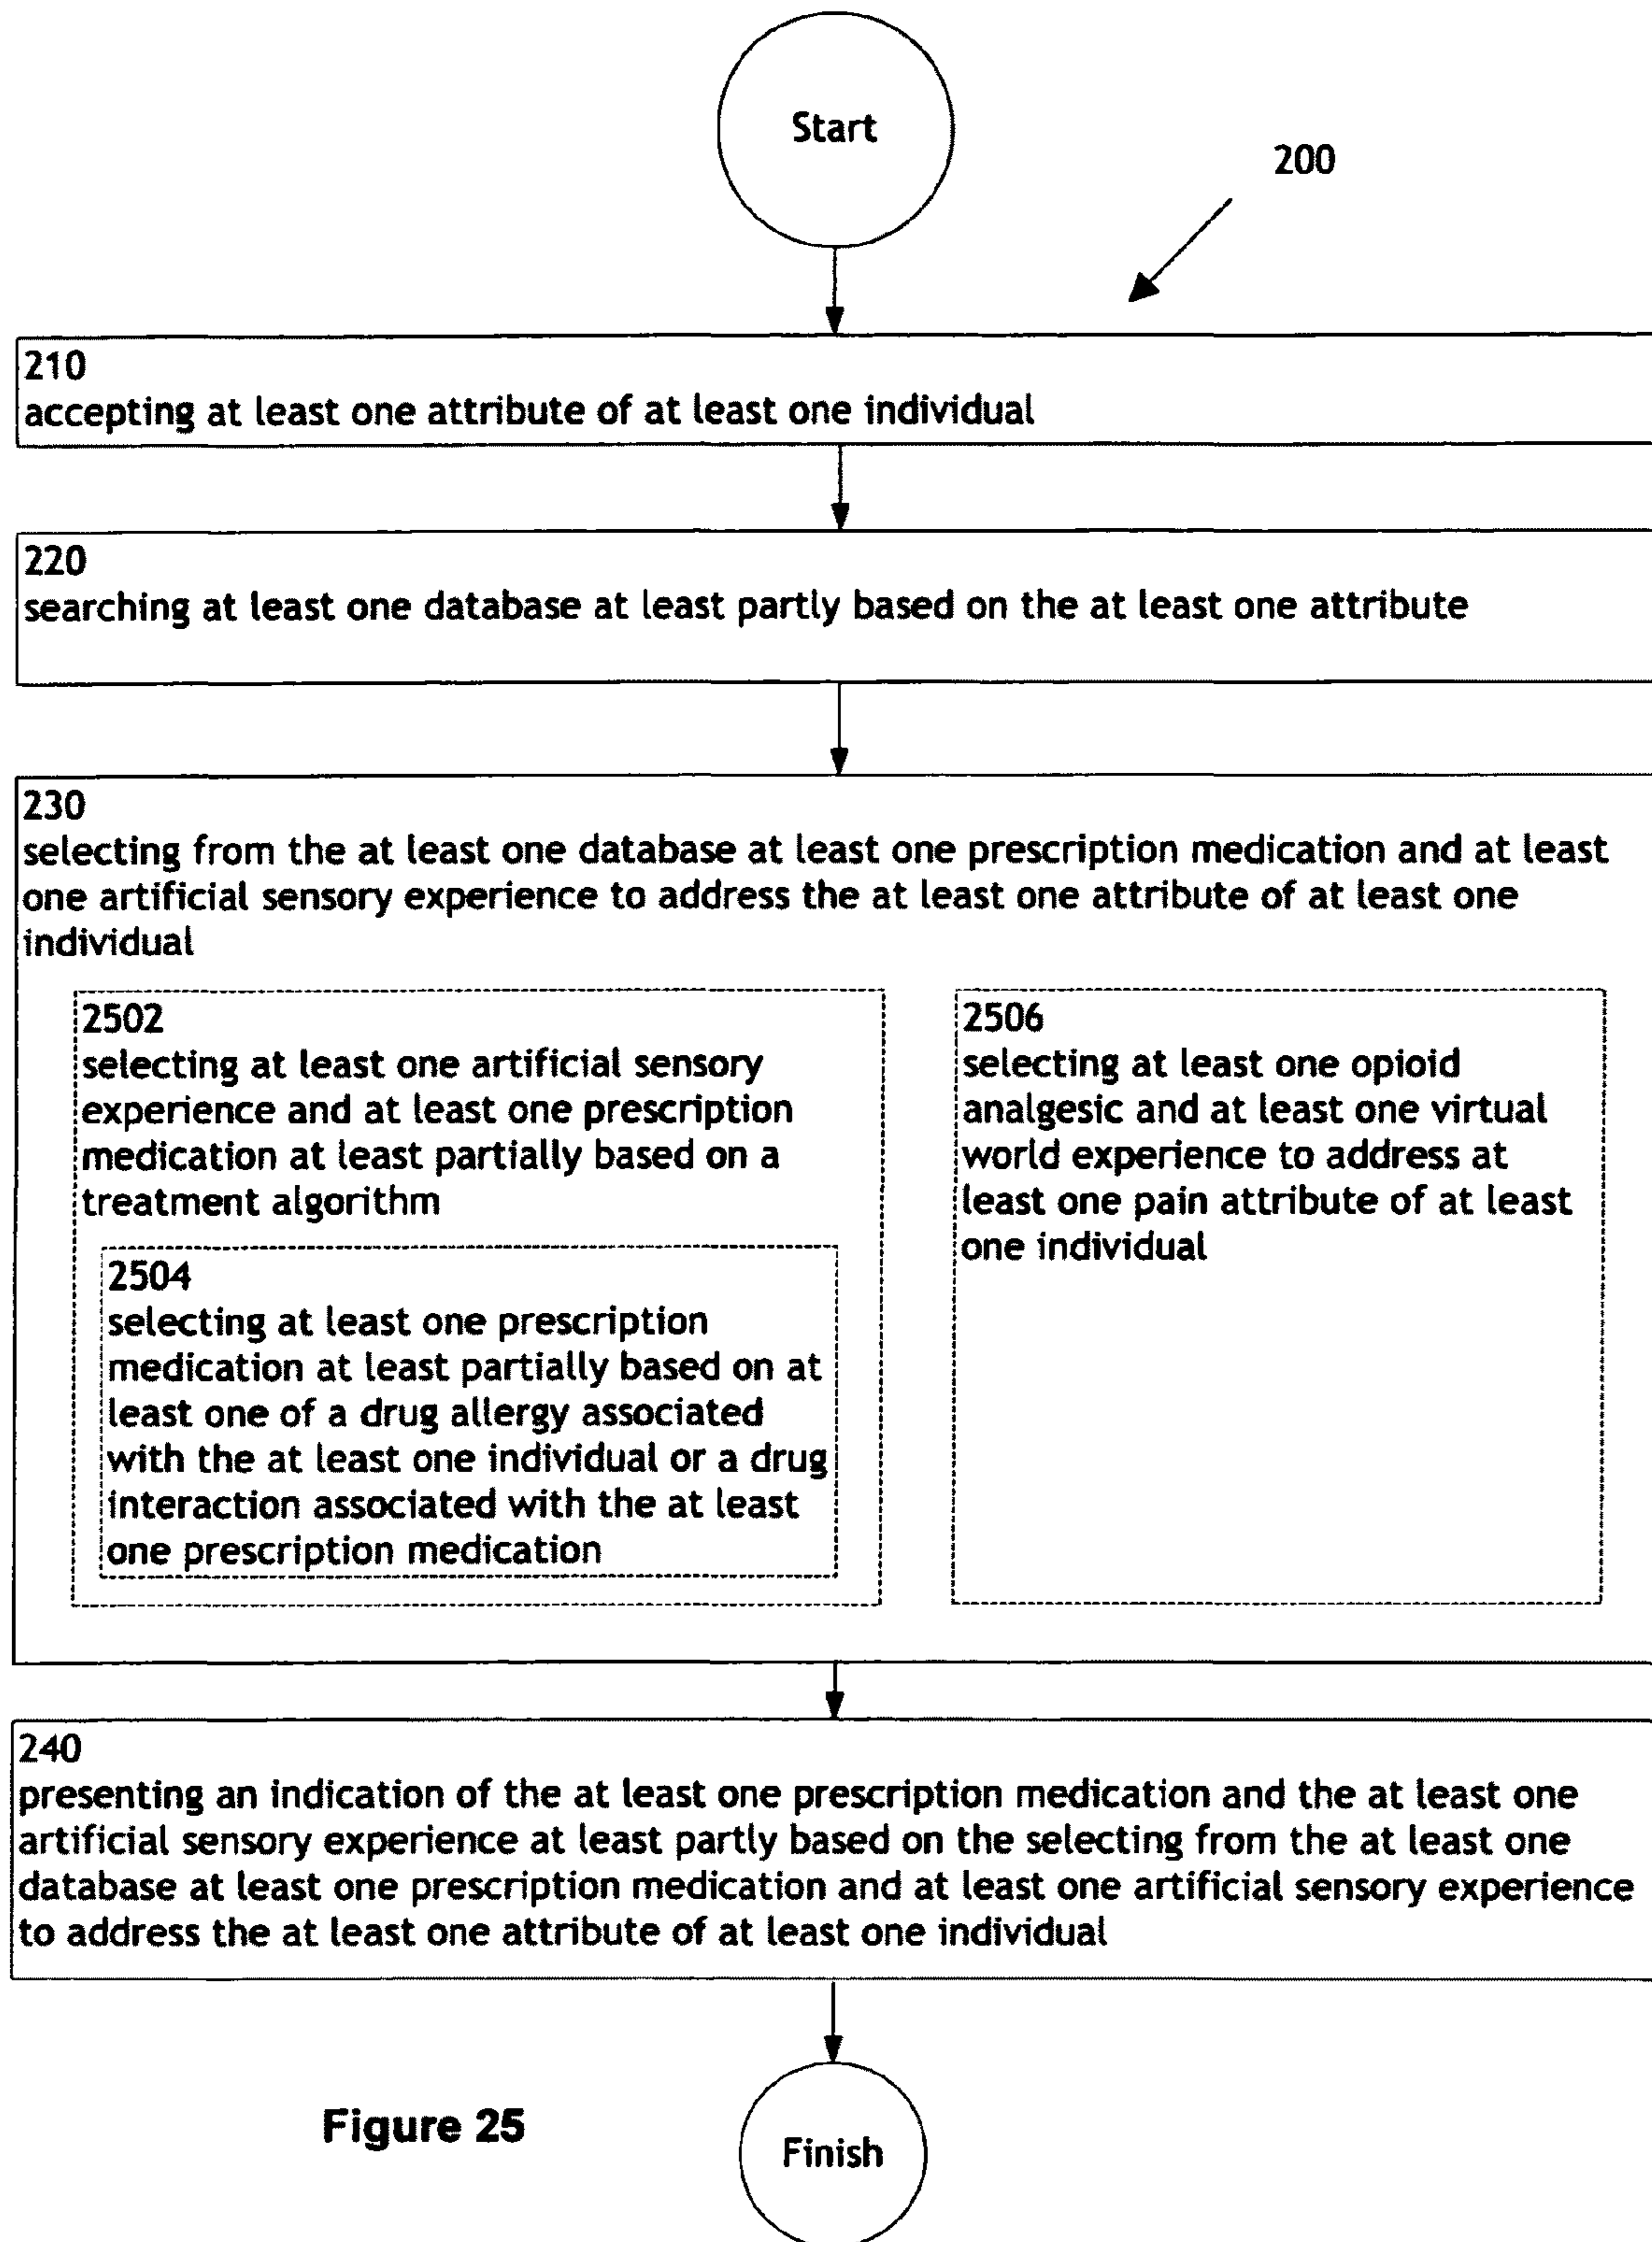 Start
200
210
accepting at least one attribute of at least one individual
220
searching at least one database at least partly based on the at least one attribute
230
selecting from the at least one database at least one prescription medication and at least
one artificial sensory experience to address the at least one attribute of at least one
individual
2502
selecting at least one artificial sensory
experience and at least one prescription
medication at least partially based on a
treatment algorithm
2504
selecting at least one prescription
medication at least partially based on at
least one of a drug allergy associated
with the at least one individual or a drug
interaction associated with the at least
one prescription medication
2506
selecting at least one opioid
analgesic and at least one virtual
world experience to address at
least one pain attribute of at least
one individual
240
presenting an indication of the at least one prescription medication and the at least one
artificial sensory experience at least partly based on the selecting from the at least one
database at least one prescription medication and at least one artificial sensory experience
to address the at least one attribute of at least one individual
Figure 25
Finish